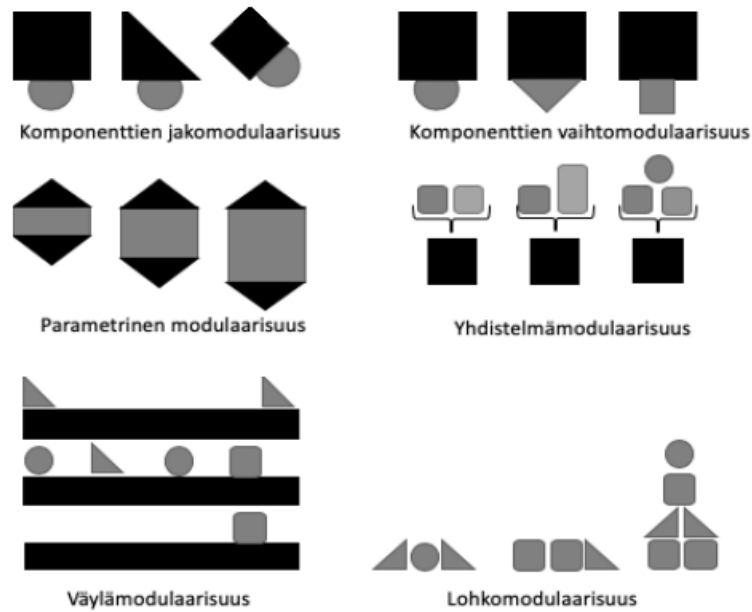 Komponenttien jakomodulaarisuus
Komponenttien vaihtomodulaarisuus
Parametrinen modulaarisuus
Yhdistelmämodulaarisuus
Väylämodulaarisuus
Lohkomodulaarisuus